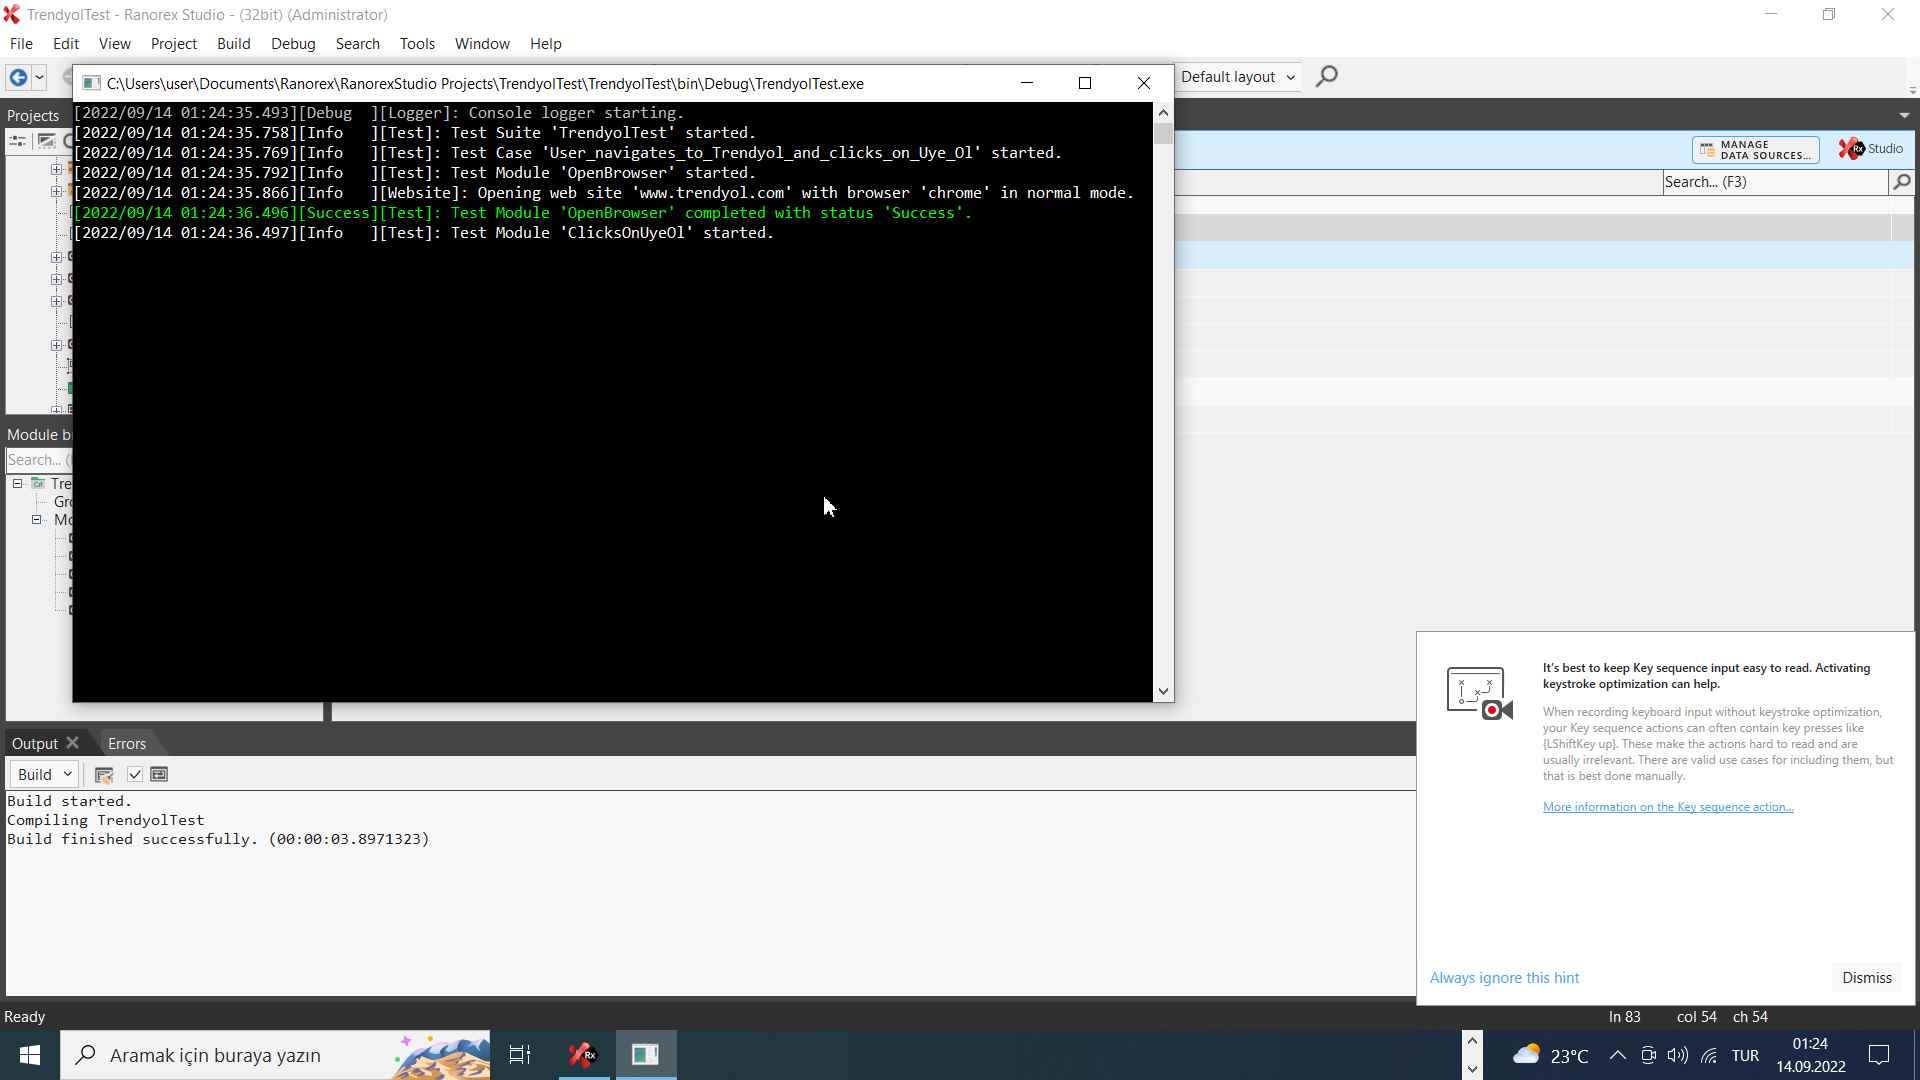 TrendyolTest - Ranorex Studio - (32bit) (Administrator)
File Edit View Project Build Debug Search Tools Window Help
C:\Users\user\Documents\Ranorex\RanorexStudio Projects\TrendyolTest\TrendyolTest\bin\Debug\TrendyolTest.exe
Default layout
[2022/09/14 01:24:35.493][Debug  ][Logger]: Console logger starting.
[2022/09/14 01:24:35.758][Info   ][Test]: Test Suite 'TrendyolTest' started.
[2022/09/14 01:24:35.769][Info   ][Test]: Test Case 'User_navigates_to_Trendyol_and_clicks_on_Uye_Ol' started.
[2022/09/14 01:24:35.792][Info   ][Test]: Test Module 'OpenBrowser' started.
[2022/09/14 01:24:35.866][Info   ][Website]: Opening web site 'www.trendyol.com' with browser 'chrome' in normal mode.
[2022/09/14 01:24:36.496][Success][Test]: Test Module 'OpenBrowser' completed with status 'Success'.
[2022/09/14 01:24:36.497][Info   ][Test]: Test Module 'ClicksOnUyeOl' started.
Projects
MANAGE
DATA SOURCES...
Rx Studio
Search... (F3)
Module b
Search... (
Tre
Gro
Mo
It's best to keep Key sequence input easy to read. Activating
keystroke optimization can help.
When recording keyboard input without keystroke optimization,
your Key sequence actions can often contain key presses like
{LShiftKey up}. These make the actions hard to read and are
usually irrelevant. There are valid use cases for including them, but
that is best done manually.
More information on the Key sequence action...
Always ignore this hint
Dismiss
Output Errors
Build
Build started.
Compiling TrendyolTest
Build finished successfully. (00:00:03.8971323)
Ready
ln 83 col 54 ch 54
Aramak için buraya yazın
Rx
23°C
TUR
01:24
14.09.2022